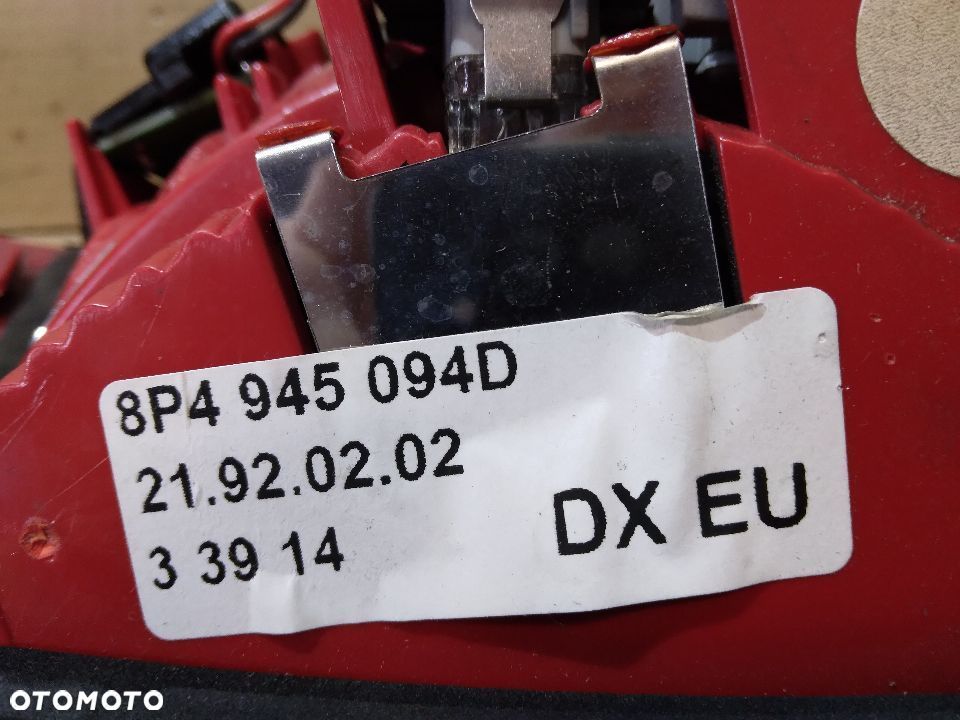 8P4 945 094D
21.92.02.02
3 39 14
DX EU
OTOMOTO